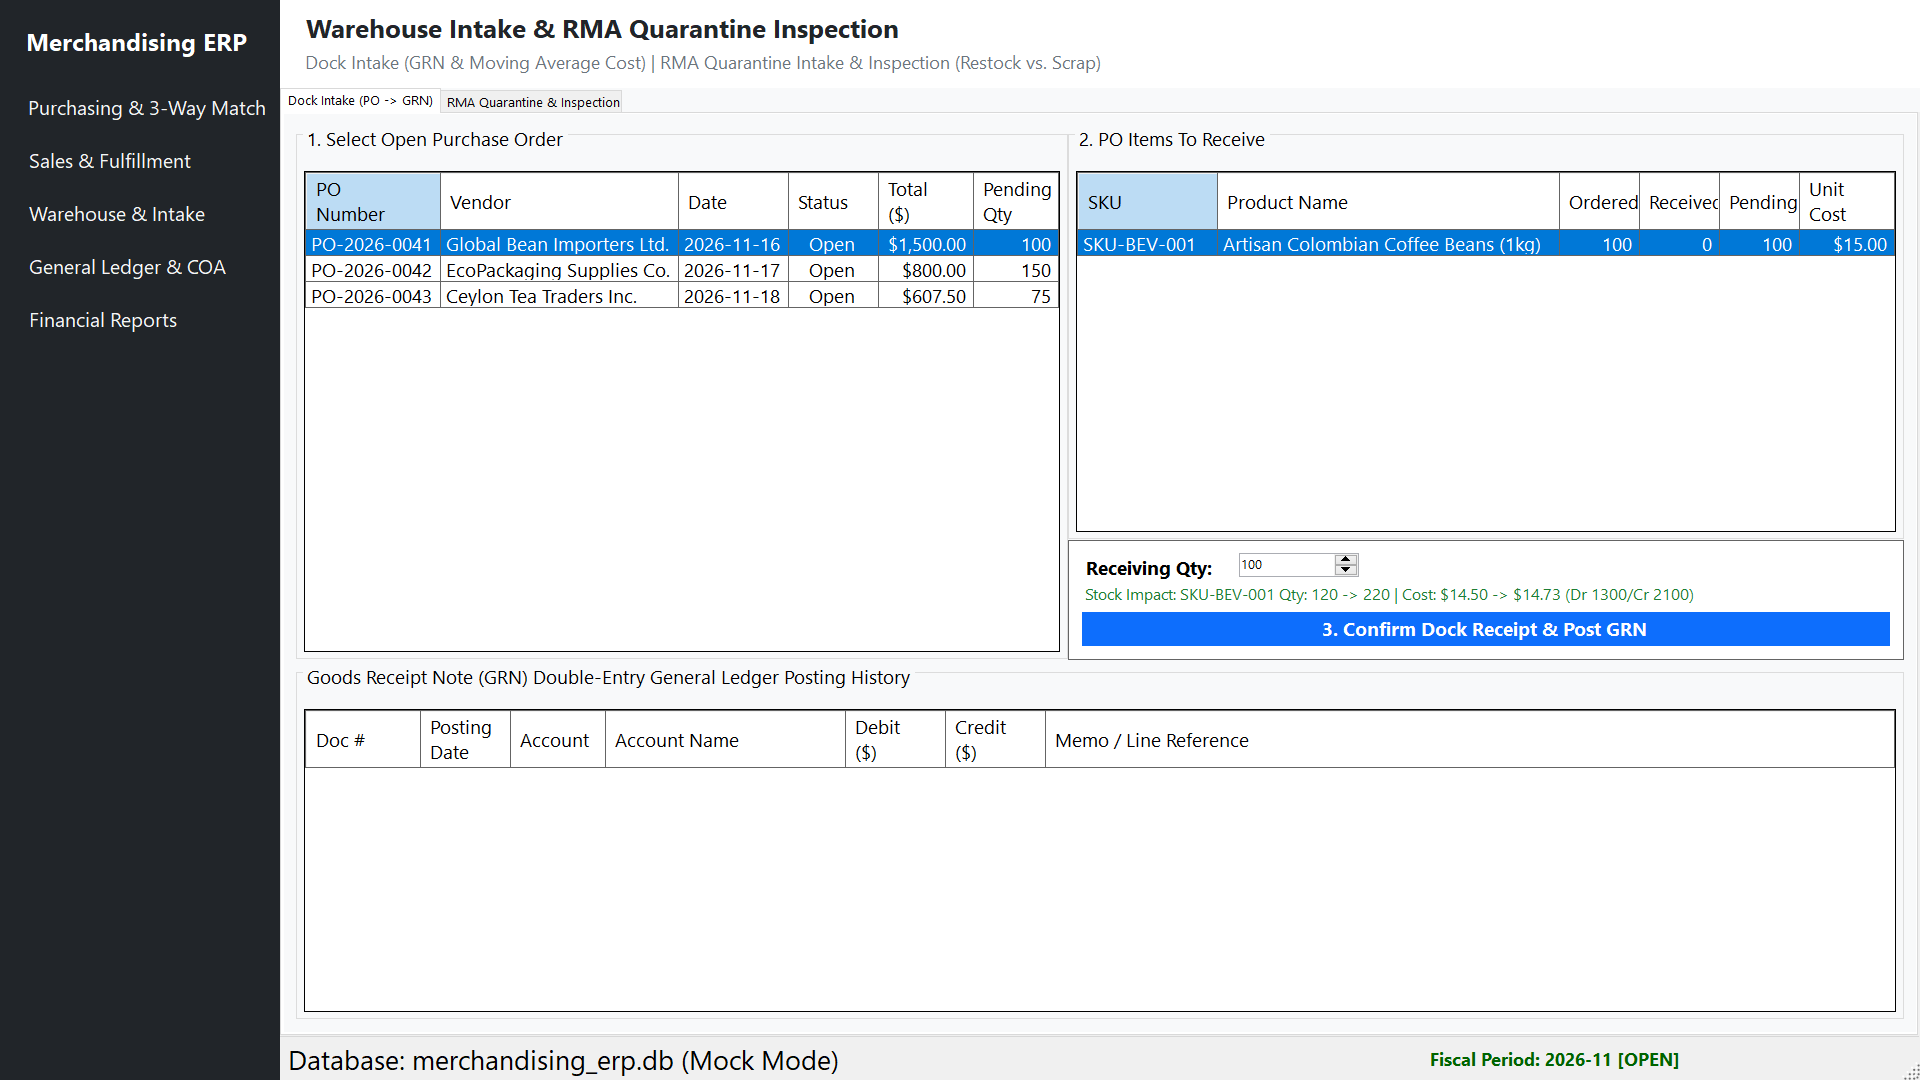 Merchandising ERP
Purchasing & 3-Way Match
Sales & Fulfillment
Warehouse & Intake
General Ledger & COA
Financial Reports
Warehouse Intake & RMA Quarantine Inspection
Dock Intake (GRN & Moving Average Cost) | RMA Quarantine Intake & Inspection (Restock vs. Scrap)
Dock Intake (PO -> GRN) RMA Quarantine & Inspection
1. Select Open Purchase Order
PO Number Vendor Date Status Total ($) Pending Qty
PO-2026-0041 Global Bean Importers Ltd. 2026-11-16 Open $1,500.00 100
PO-2026-0042 EcoPackaging Supplies Co. 2026-11-17 Open $800.00 150
PO-2026-0043 Ceylon Tea Traders Inc. 2026-11-18 Open $607.50 75
2. PO Items To Receive
SKU Product Name Ordered Received Pending Unit Cost
SKU-BEV-001 Artisan Colombian Coffee Beans (1kg) 100 0 100 $15.00
Receiving Qty: 100
Stock Impact: SKU-BEV-001 Qty: 120 -> 220 | Cost: $14.50 -> $14.73 (Dr 1300/Cr 2100)
3. Confirm Dock Receipt & Post GRN
Goods Receipt Note (GRN) Double-Entry General Ledger Posting History
Doc # Posting Date Account Account Name Debit ($) Credit ($) Memo / Line Reference
Database: merchandising_erp.db (Mock Mode)
Fiscal Period: 2026-11 [OPEN]